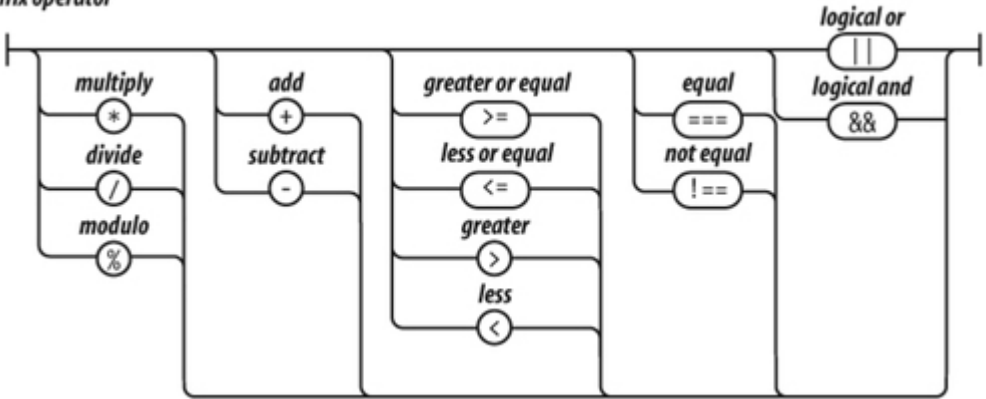 logical or
||
multiply add greater or equal equal logical and
* + >= === &&
divide subtract less or equal not equal
/ - <= !==
modulo greater
% >
less
<